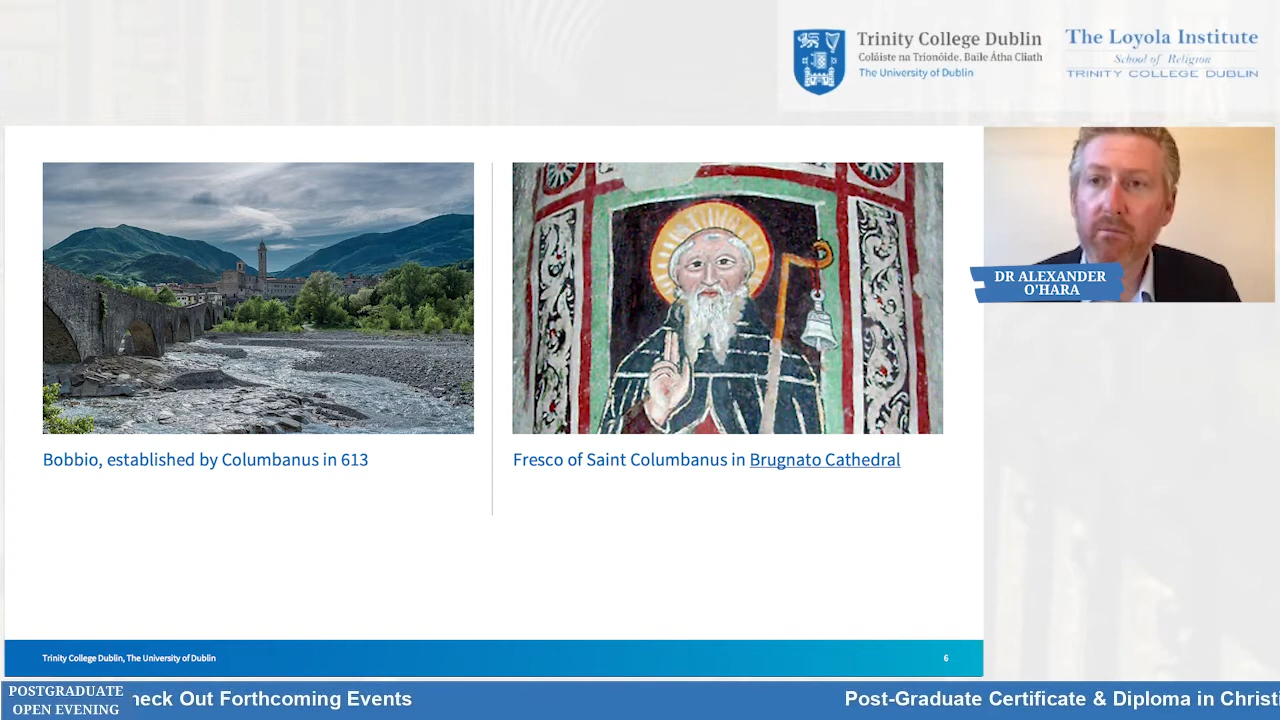 Trinity College Dublin
Coláiste na Tríonóide, Baile Átha Cliath
The University of Dublin
The Loyola Institute
School of Religion
TRINITY COLLEGE DUBLIN
DR ALEXANDER
O'HARA
Bobbio, established by Columbanus in 613
Fresco of Saint Columbanus in Brugnato Cathedral
Trinity College Dublin, The University of Dublin
6
POSTGRADUATE
OPEN EVENING
heck Out Forthcoming Events
Post-Graduate Certificate & Diploma in Christi